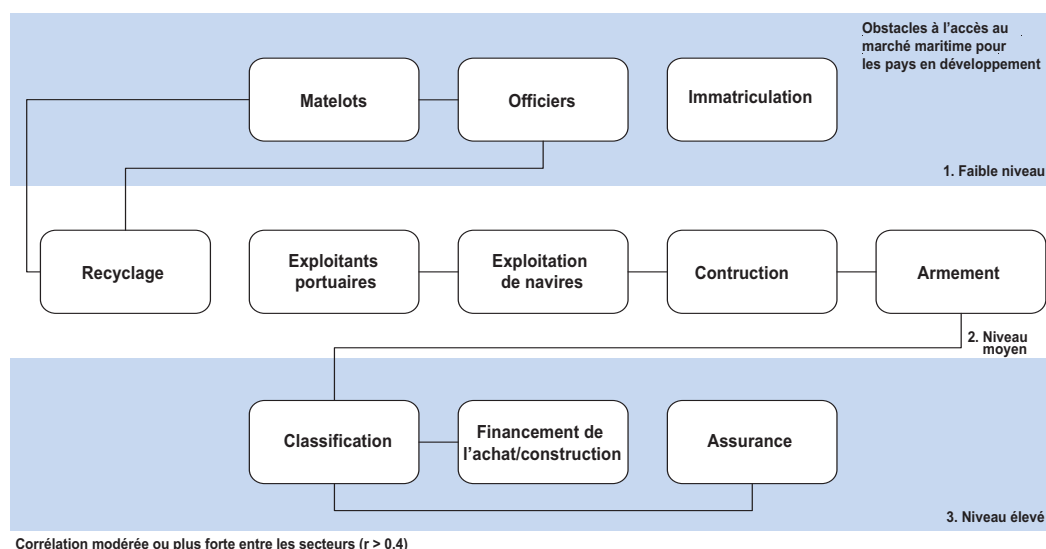 Obstacles à l'accès au
marché maritime pour
les pays en développement
Matelots
Officiers
Immatriculation
1. Faible niveau
Recyclage
Exploitants
portuaires
Exploitation
de navires
Contruction
Armement
2. Niveau
moyen
Classification
Financement de
l'achat/construction
Assurance
3. Niveau élevé
Corrélation modérée ou plus forte entre les secteurs (r > 0.4)